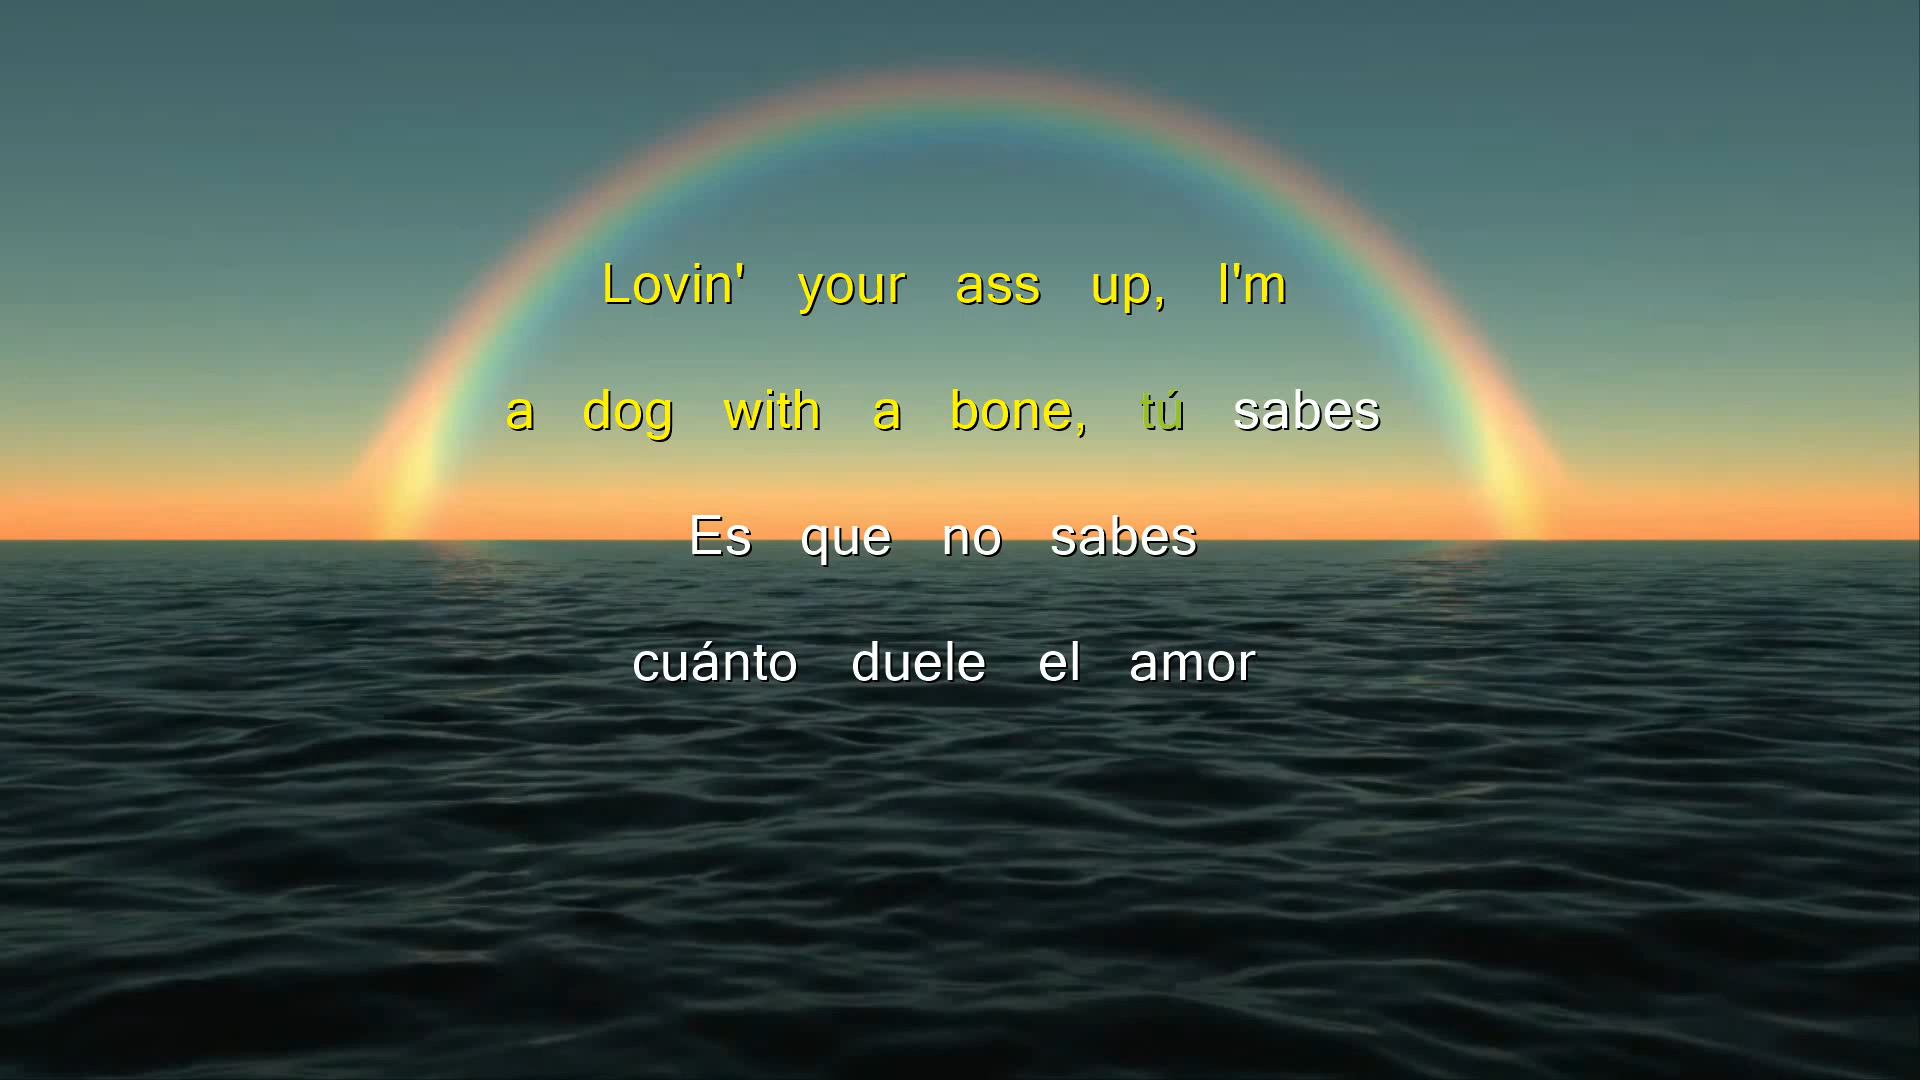 Lovin' your ass up, I'm
a dog with a bone, tú sabes
Es que no sabes
cuánto duele el amor